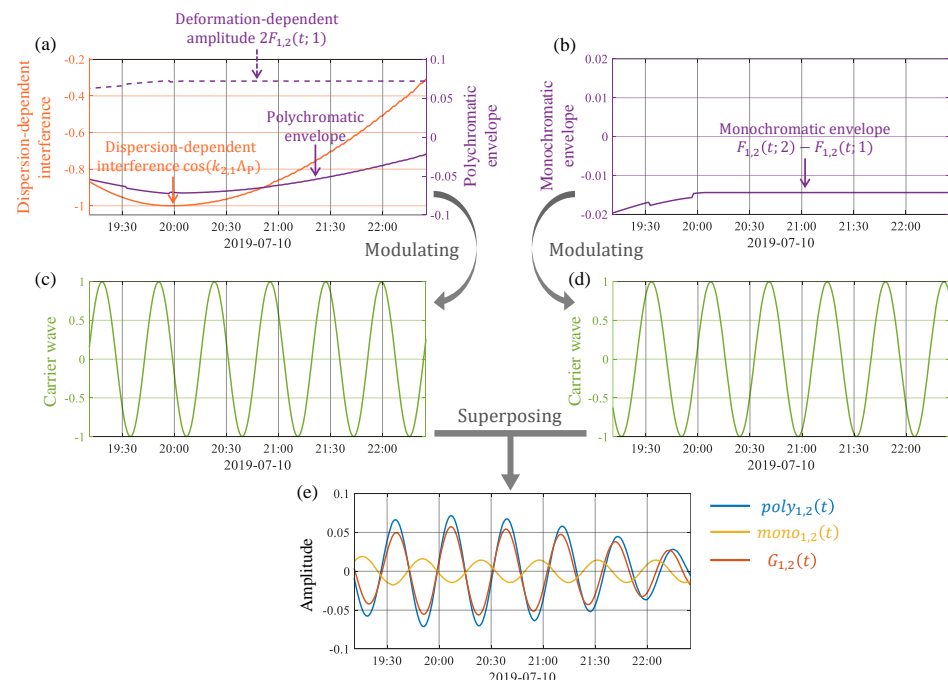 Deformation-dependent
amplitude 2F₁,₂(t; 1)
(a)
-0.2
-0.4
-0.6
-0.8
-1
Dispersion-dependent
interference
Dispersion-dependent
interference cos(k₂,₁Λₚ)
Polychromatic
envelope
0.1
0.05
0
-0.05
-0.1
Polychromatic
envelope
19:30 20:00 20:30 21:00 21:30 22:00
2019-07-10
(b)
0.02
0.01
0
-0.01
-0.02
Monochromatic
envelope
Monochromatic envelope
F₁,₂(t; 2) − F₁,₂(t; 1)
19:30 20:00 20:30 21:00 21:30 22:00
2019-07-10
Modulating
Modulating
(c)
1
0.5
0
-0.5
-1
Carrier wave
19:30 20:00 20:30 21:00 21:30 22:00
2019-07-10
(d)
1
0.5
0
-0.5
-1
Carrier wave
19:30 20:00 20:30 21:00 21:30 22:00
2019-07-10
Superposing
(e)
0.1
0.05
0
-0.05
-0.1
Amplitude
19:30 20:00 20:30 21:00 21:30 22:00
2019-07-10
poly₁,₂(t)
mono₁,₂(t)
G₁,₂(t)